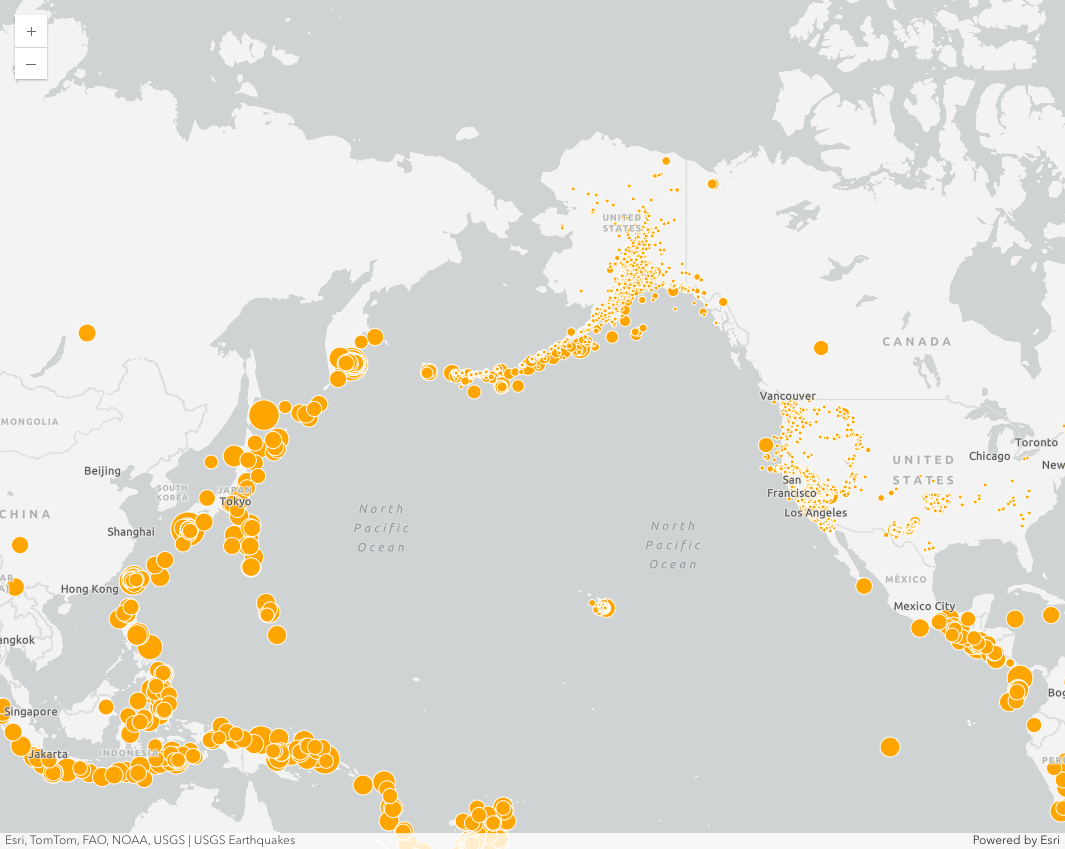 +
−
UNITED
STATES
CANADA
Vancouver
MONGOLIA
Toronto
Chicago
UNITED
STATES
New
Beijing
SOUTH
KOREA
JAPAN
Tokyo
San
Francisco
Los Angeles
CHINA
Shanghai
North
Pacific
Ocean
North
Pacific
Ocean
Hong Kong
MÉXICO
Mexico City
angkok
Singapore
Bog
Jakarta
INDONESIA
PER
Esri, TomTom, FAO, NOAA, USGS | USGS Earthquakes
Powered by Esri